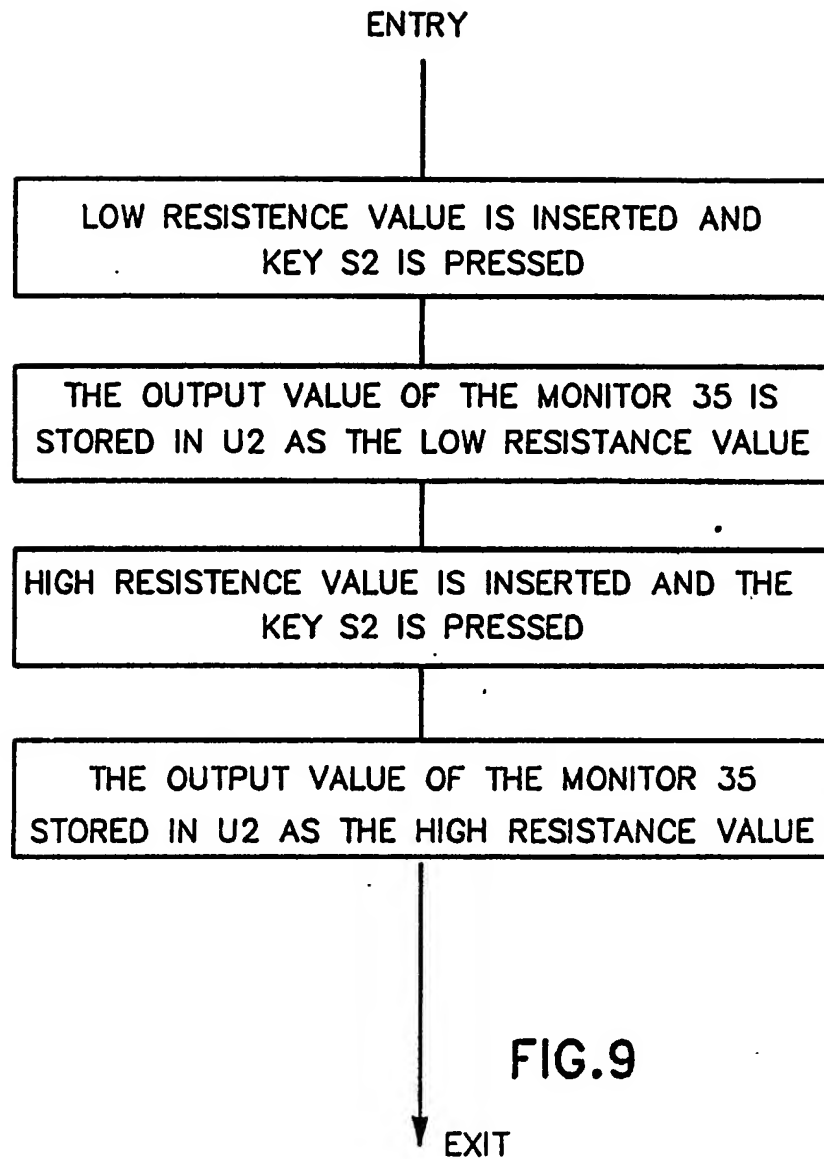 ENTRY
LOW RESISTENCE VALUE IS INSERTED AND
KEY S2 IS PRESSED
THE OUTPUT VALUE OF THE MONITOR 35 IS
STORED IN U2 AS THE LOW RESISTANCE VALUE
HIGH RESISTENCE VALUE IS INSERTED AND THE
KEY S2 IS PRESSED
THE OUTPUT VALUE OF THE MONITOR 35
STORED IN U2 AS THE HIGH RESISTANCE VALUE
FIG.9
EXIT